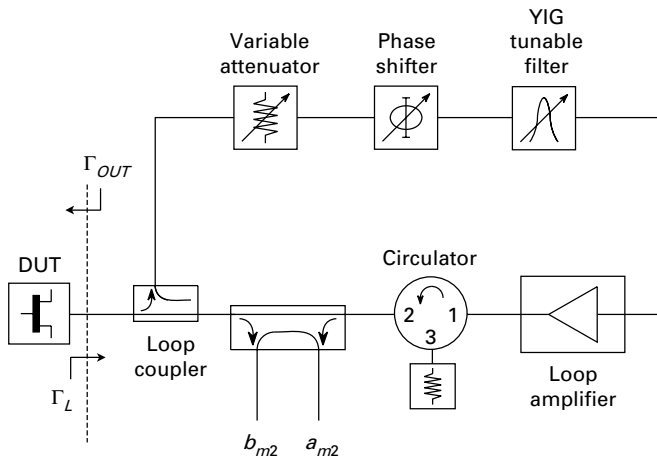 Variable
attenuator
Phase
shifter
YIG
tunable
filter
Γ_OUT
DUT
Circulator
2
1
3
Loop
coupler
Loop
amplifier
Γ_L
b_m2
a_m2